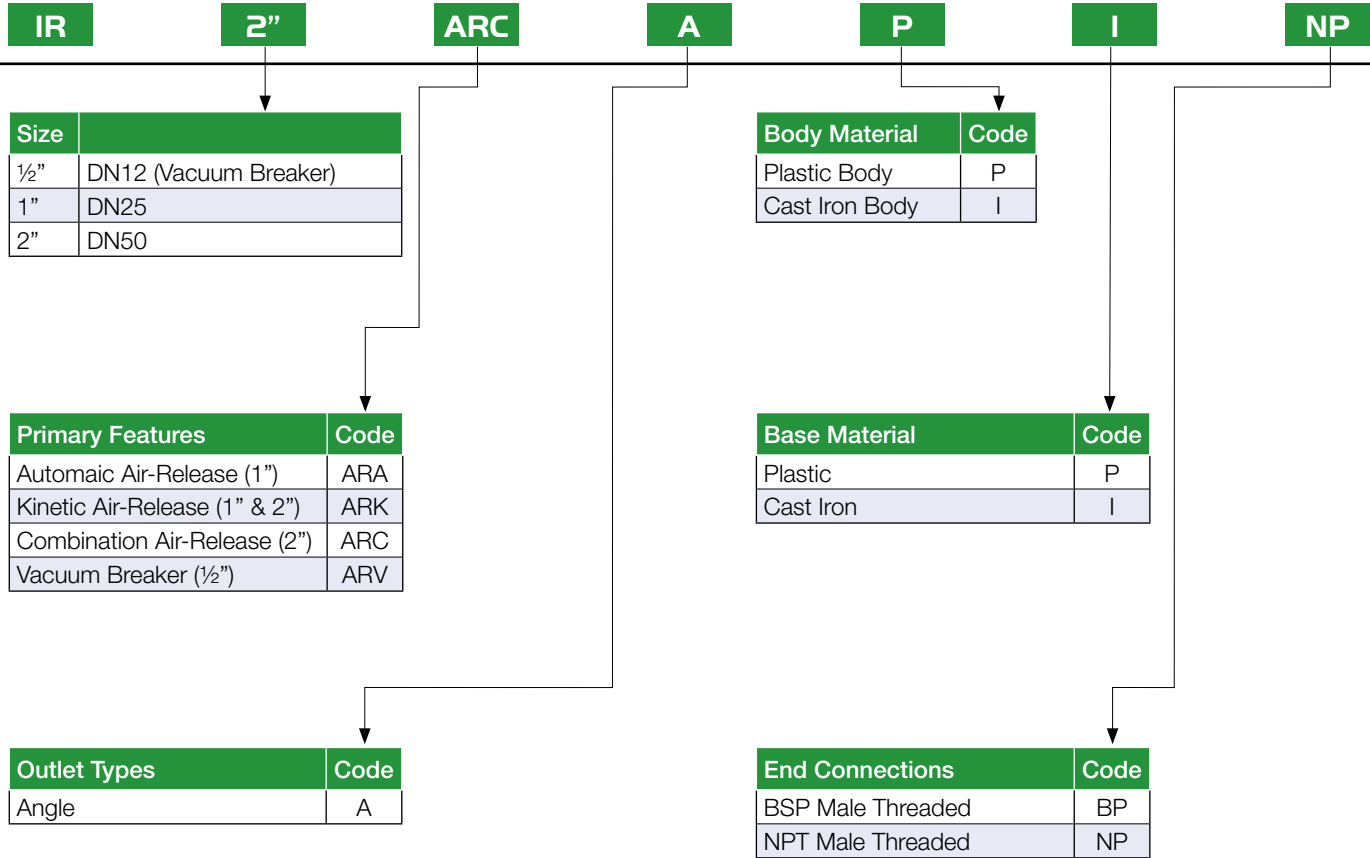 IR 2” ARC A P I NP
Size
½” DN12 (Vacuum Breaker)
1” DN25
2” DN50
Body Material Code
Plastic Body P
Cast Iron Body I
Primary Features Code
Automaic Air-Release (1”) ARA
Kinetic Air-Release (1” & 2”) ARK
Combination Air-Release (2”) ARC
Vacuum Breaker (½”) ARV
Base Material Code
Plastic P
Cast Iron I
Outlet Types Code
Angle A
End Connections Code
BSP Male Threaded BP
NPT Male Threaded NP